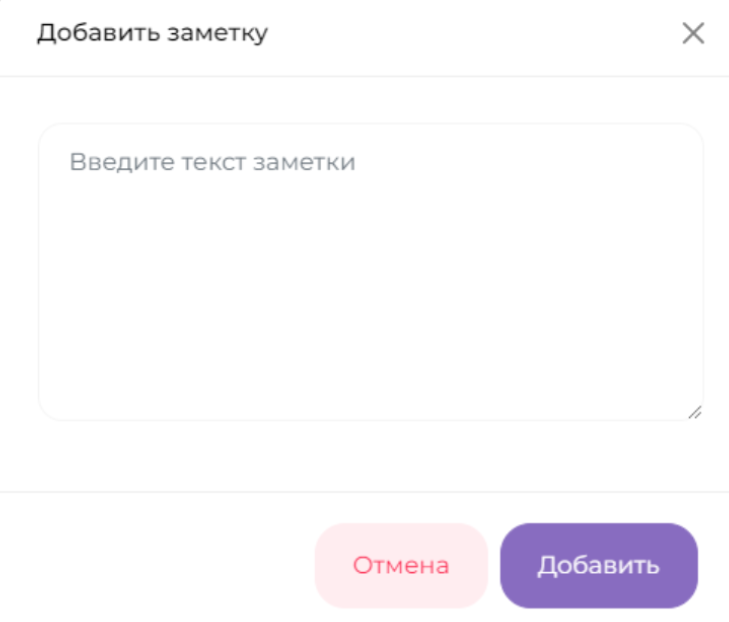 Добавить заметку
Введите текст заметки
Отмена Добавить